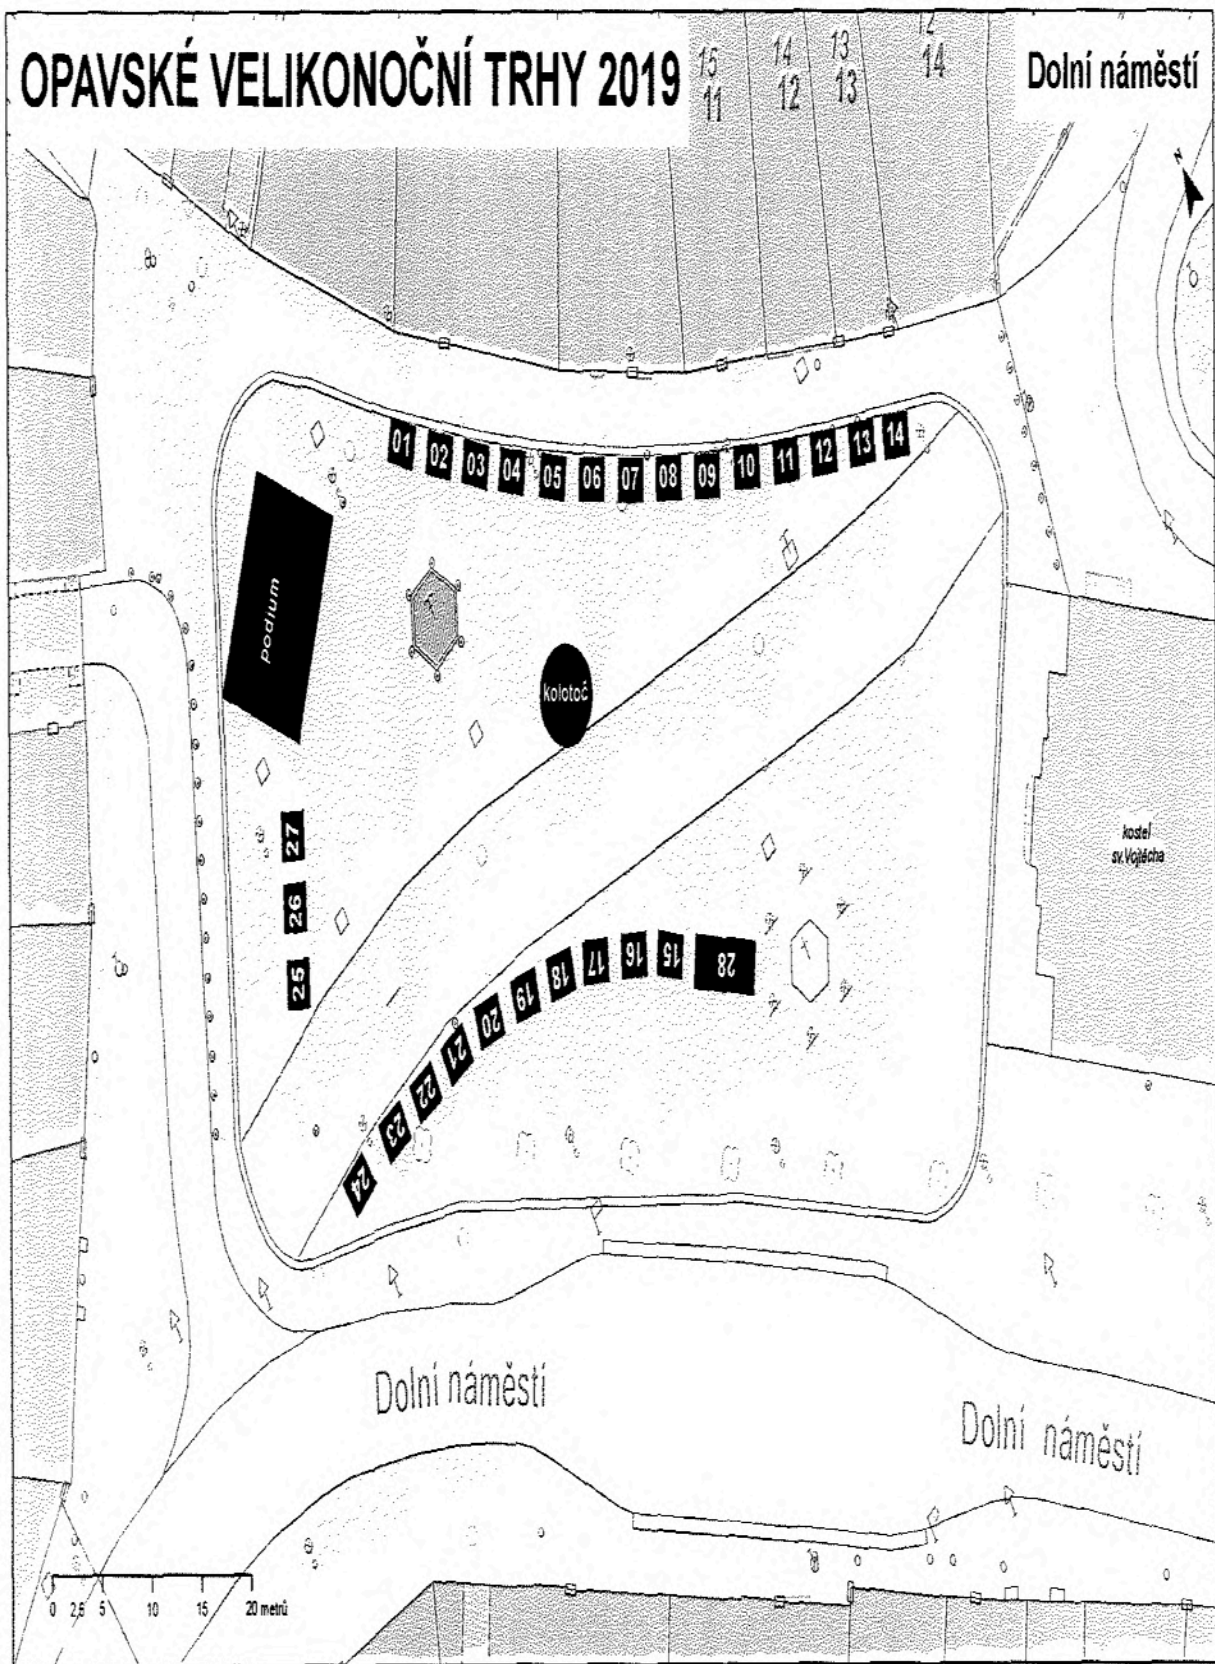 OPAVSKÉ VELIKONOČNÍ TRHY 2019
Dolní náměstí
15
11
14
12
13
13
12
14
N
01 02 03 04 05 06 07 08 09 10 11 12 13 14
podium
kolotoč
27
26
25
kostel
sv.Vojtěcha
28
15
16
17
18
19
20
21
22
23
24
Dolní náměstí
Dolní náměstí
0 2,5 5 10 15 20 metrů